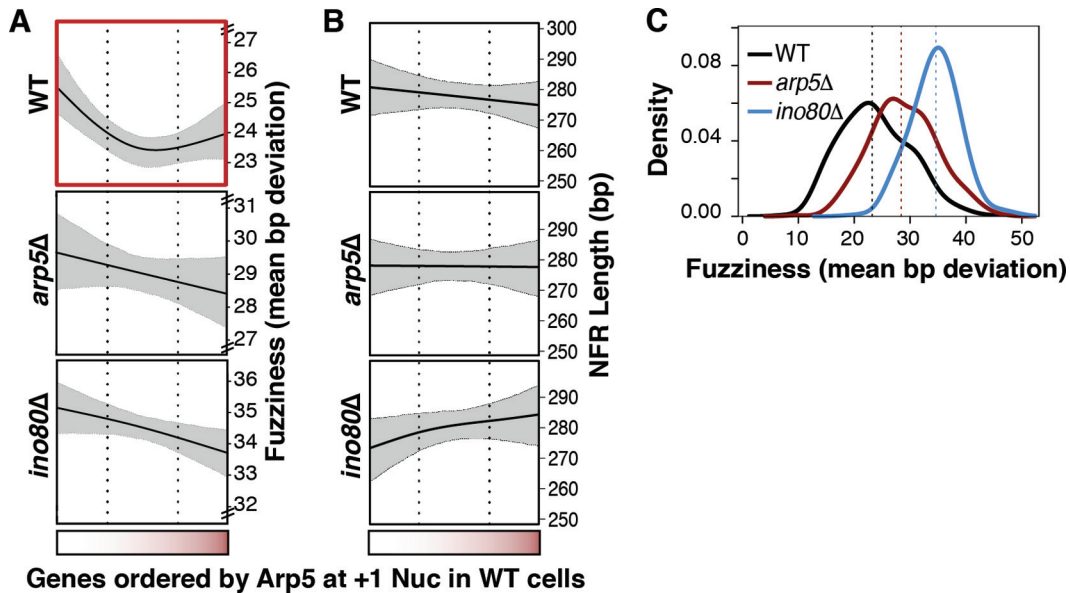 A
WT
27
26
25
24
23
arp5Δ
31
30
29
28
27
ino80Δ
36
35
34
33
32
Fuzziness (mean bp deviation)
B
WT
300
290
280
270
260
250
arp5Δ
290
280
270
260
250
ino80Δ
290
280
270
260
250
NFR Length (bp)
Genes ordered by Arp5 at +1 Nuc in WT cells
C
Density
0.08
0.04
0.00
WT
arp5Δ
ino80Δ
0 10 20 30 40 50
Fuzziness (mean bp deviation)